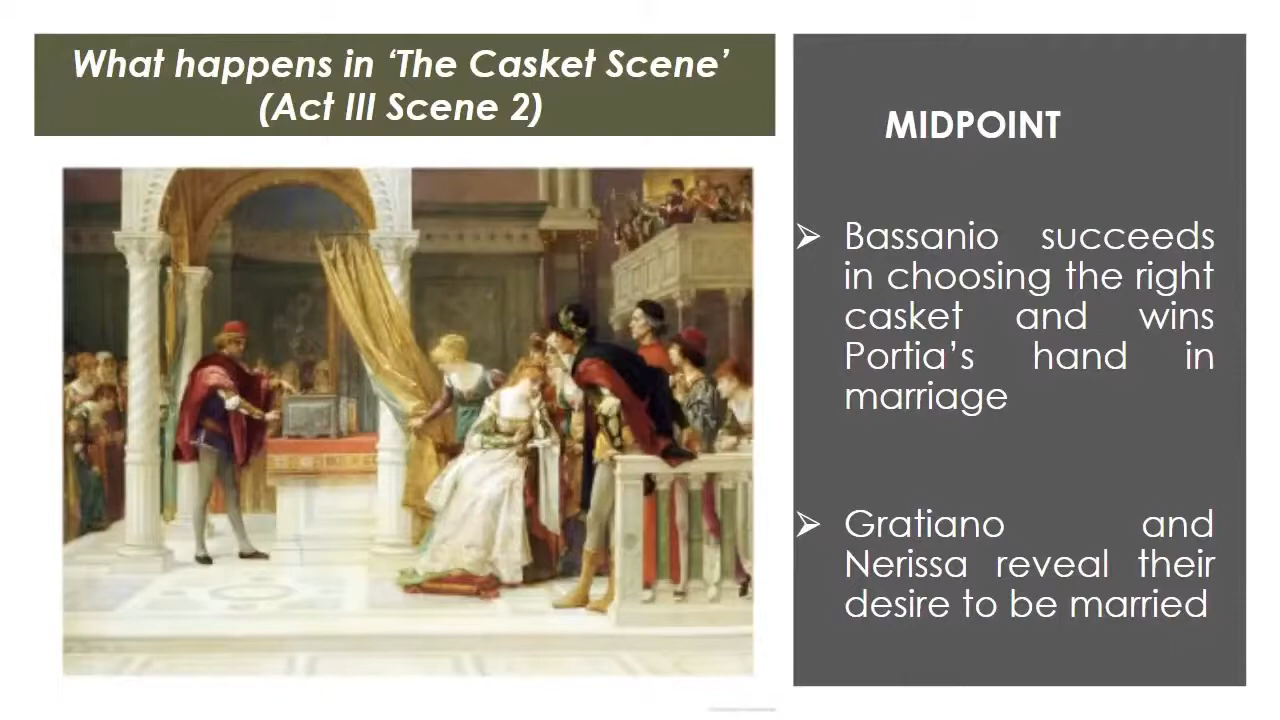 What happens in ‘The Casket Scene’
(Act III Scene 2)
MIDPOINT
➢ Bassanio succeeds
in choosing the right
casket and wins
Portia’s hand in
marriage
➢ Gratiano and
Nerissa reveal their
desire to be married